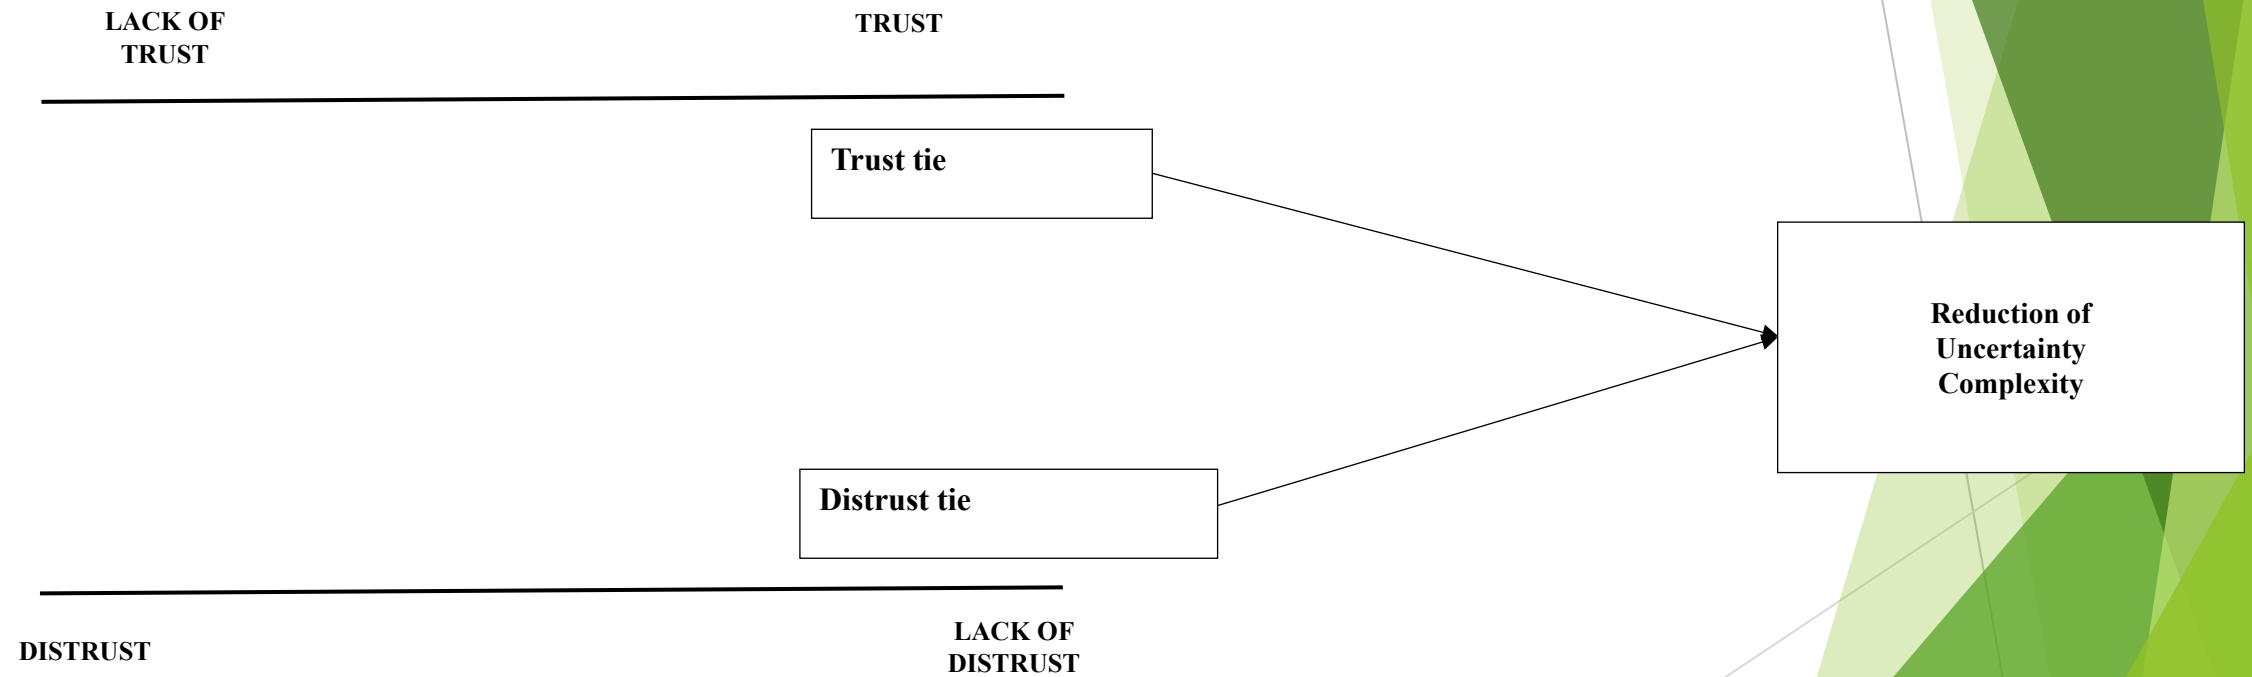 LACK OF
TRUST
TRUST
Trust tie
Reduction of
Uncertainty
Complexity
Distrust tie
DISTRUST
LACK OF
DISTRUST